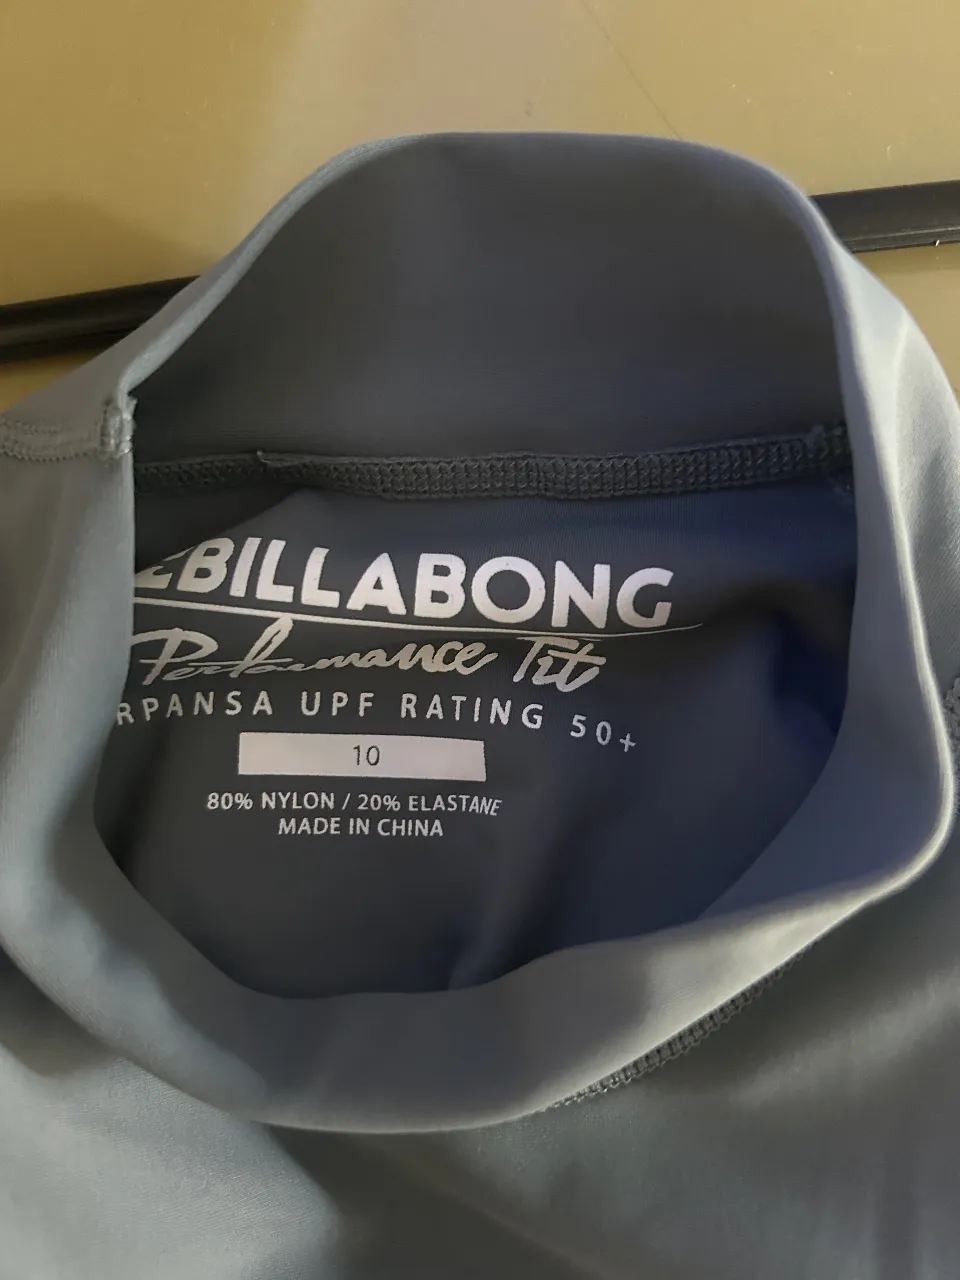 BILLABONG
Performance Fit
RPANSA UPF RATING 50+
10
80% NYLON / 20% ELASTANE
MADE IN CHINA